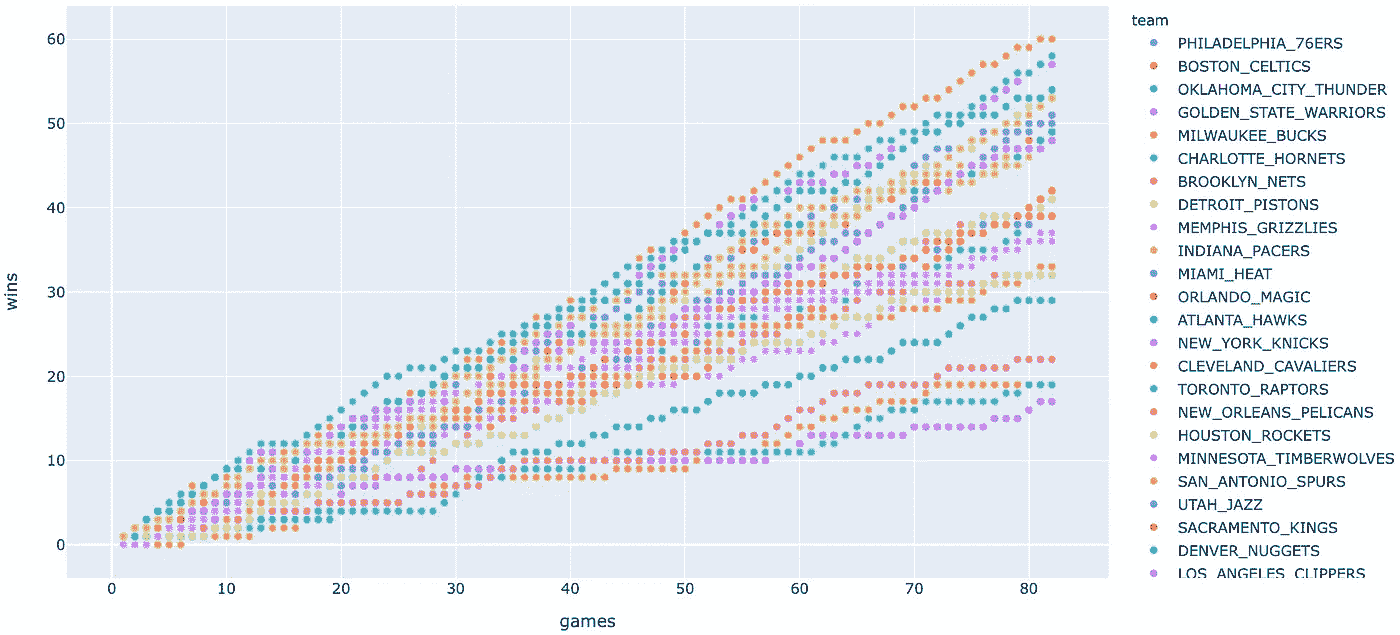 team
PHILADELPHIA_76ERS
BOSTON_CELTICS
OKLAHOMA_CITY_THUNDER
GOLDEN_STATE_WARRIORS
MILWAUKEE_BUCKS
CHARLOTTE_HORNETS
BROOKLYN_NETS
DETROIT_PISTONS
MEMPHIS_GRIZZLIES
INDIANA_PACERS
MIAMI_HEAT
ORLANDO_MAGIC
ATLANTA_HAWKS
NEW_YORK_KNICKS
CLEVELAND_CAVALIERS
TORONTO_RAPTORS
NEW_ORLEANS_PELICANS
HOUSTON_ROCKETS
MINNESOTA_TIMBERWOLVES
SAN_ANTONIO_SPURS
UTAH_JAZZ
SACRAMENTO_KINGS
DENVER_NUGGETS
LOS_ANGELES_CLIPPERS
60
50
40
30
20
10
0
wins
0 10 20 30 40 50 60 70 80
games